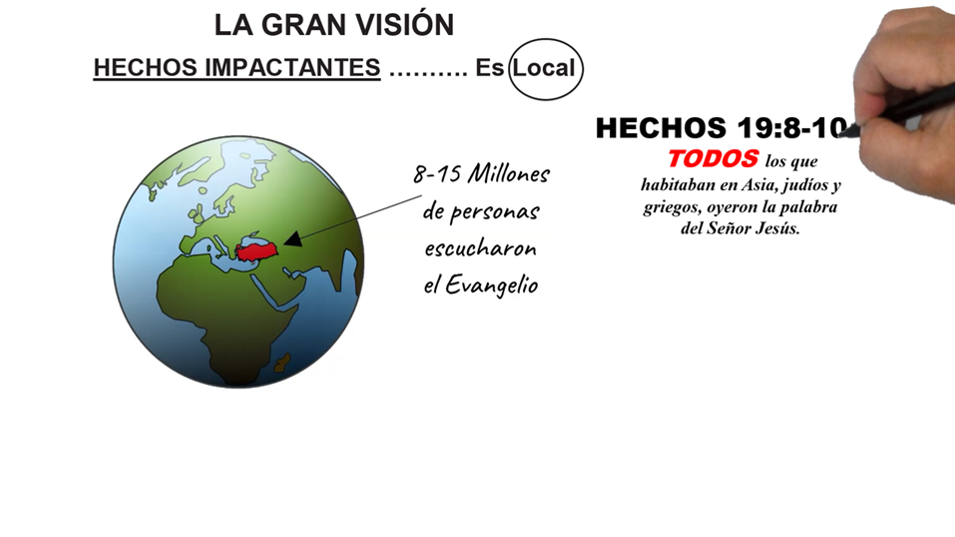 LA GRAN VISIÓN
HECHOS IMPACTANTES .......... Es Local
HECHOS 19:8-10
TODOS los que
habitaban en Asia, judíos y
griegos, oyeron la palabra
del Señor Jesús.
8-15 Millones
de personas
escucharon
el Evangelio